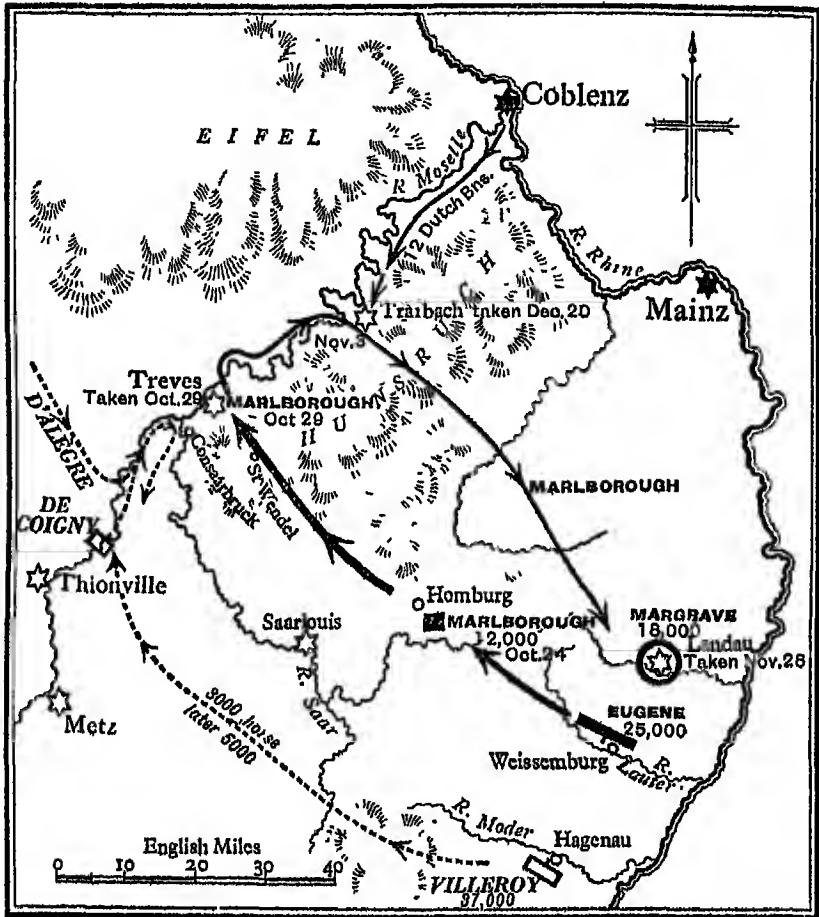 Coblenz
EIFEL
R. Moselle
12 Dutch Bns.
R. Rhine
Mainz
Traibach taken Dec. 20
Nov. 3
HUNSRUCH
Treves
Taken Oct. 29
MARLBOROUGH
Oct 29
D'ALEGRE
Consarbruck
St Wendel
MARLBOROUGH
DE COIGNY
Thionville
Homburg
MARLBOROUGH
12,000
Oct. 24
MARGRAVE
18,000
Landau
Taken Nov. 28
Saarlouis
R. Saar
EUGENE
25,000
Metz
3000 horse
later 5000
Weissemburg
R. Lauter
R. Moder
Hagenau
English Miles
0 10 20 30 40
VILLEROY
37,000